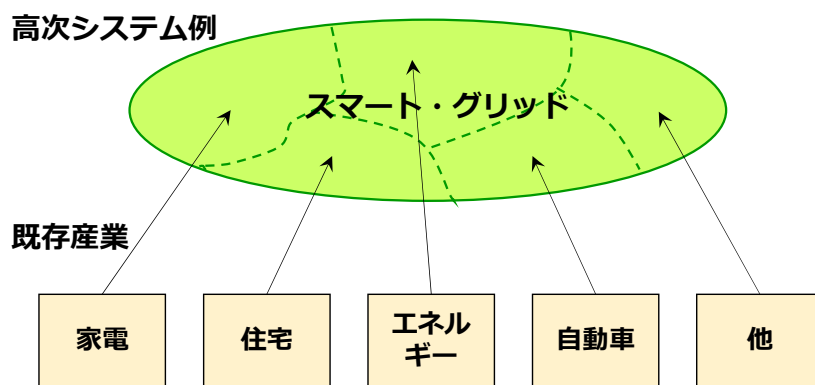 高次システム例
スマート・グリッド
既存産業
家電
住宅
エネル
ギー
自動車
他